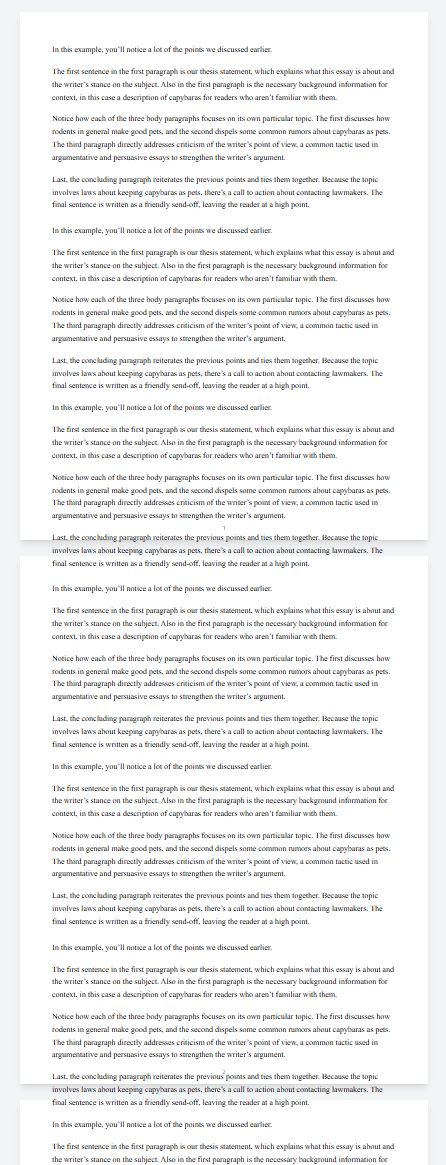 In this example, you'll notice a lot of the points we discussed earlier.
The first sentence in the first paragraph is our thesis statement, which explains what this essay is about and
the writer's stance on the subject. Also in the first paragraph is the necessary background information for
context, in this case a description of capybaras for readers who aren't familiar with them.
Notice how each of the three body paragraphs focuses on its own particular topic. The first discusses how
rodents in general make good pets, and the second dispels some common rumors about capybaras as pets.
The third paragraph directly addresses criticism of the writer's point of view, a common tactic used in
argumentative and persuasive essays to strengthen the writer's argument.
Last, the concluding paragraph reiterates the previous points and ties them together. Because the topic
involves laws about keeping capybaras as pets, there's a call to action about contacting lawmakers. The
final sentence is written as a friendly send-off, leaving the reader at a high point.
In this example, you'll notice a lot of the points we discussed earlier.
The first sentence in the first paragraph is our thesis statement, which explains what this essay is about and
the writer's stance on the subject. Also in the first paragraph is the necessary background information for
context, in this case a description of capybaras for readers who aren't familiar with them.
Notice how each of the three body paragraphs focuses on its own particular topic. The first discusses how
rodents in general make good pets, and the second dispels some common rumors about capybaras as pets.
The third paragraph directly addresses criticism of the writer's point of view, a common tactic used in
argumentative and persuasive essays to strengthen the writer's argument.
Last, the concluding paragraph reiterates the previous points and ties them together. Because the topic
involves laws about keeping capybaras as pets, there's a call to action about contacting lawmakers. The
final sentence is written as a friendly send-off, leaving the reader at a high point.
In this example, you'll notice a lot of the points we discussed earlier.
The first sentence in the first paragraph is our thesis statement, which explains what this essay is about and
the writer's stance on the subject. Also in the first paragraph is the necessary background information for
context, in this case a description of capybaras for readers who aren't familiar with them.
Notice how each of the three body paragraphs focuses on its own particular topic. The first discusses how
rodents in general make good pets, and the second dispels some common rumors about capybaras as pets.
The third paragraph directly addresses criticism of the writer's point of view, a common tactic used in
argumentative and persuasive essays to strengthen the writer's argument.
1
Last, the concluding paragraph reiterates the previous points and ties them together. Because the topic
involves laws about keeping capybaras as pets, there's a call to action about contacting lawmakers. The
final sentence is written as a friendly send-off, leaving the reader at a high point.
In this example, you'll notice a lot of the points we discussed earlier.
The first sentence in the first paragraph is our thesis statement, which explains what this essay is about and
the writer's stance on the subject. Also in the first paragraph is the necessary background information for
context, in this case a description of capybaras for readers who aren't familiar with them.
Notice how each of the three body paragraphs focuses on its own particular topic. The first discusses how
rodents in general make good pets, and the second dispels some common rumors about capybaras as pets.
The third paragraph directly addresses criticism of the writer's point of view, a common tactic used in
argumentative and persuasive essays to strengthen the writer's argument.
Last, the concluding paragraph reiterates the previous points and ties them together. Because the topic
involves laws about keeping capybaras as pets, there's a call to action about contacting lawmakers. The
final sentence is written as a friendly send-off, leaving the reader at a high point.
In this example, you'll notice a lot of the points we discussed earlier.
The first sentence in the first paragraph is our thesis statement, which explains what this essay is about and
the writer's stance on the subject. Also in the first paragraph is the necessary background information for
context, in this case a description of capybaras for readers who aren't familiar with them.
Notice how each of the three body paragraphs focuses on its own particular topic. The first discusses how
rodents in general make good pets, and the second dispels some common rumors about capybaras as pets.
The third paragraph directly addresses criticism of the writer's point of view, a common tactic used in
argumentative and persuasive essays to strengthen the writer's argument.
Last, the concluding paragraph reiterates the previous points and ties them together. Because the topic
involves laws about keeping capybaras as pets, there's a call to action about contacting lawmakers. The
final sentence is written as a friendly send-off, leaving the reader at a high point.
In this example, you'll notice a lot of the points we discussed earlier.
The first sentence in the first paragraph is our thesis statement, which explains what this essay is about and
the writer's stance on the subject. Also in the first paragraph is the necessary background information for
context, in this case a description of capybaras for readers who aren't familiar with them.
Notice how each of the three body paragraphs focuses on its own particular topic. The first discusses how
rodents in general make good pets, and the second dispels some common rumors about capybaras as pets.
The third paragraph directly addresses criticism of the writer's point of view, a common tactic used in
argumentative and persuasive essays to strengthen the writer's argument.
Last, the concluding paragraph reiterates the previous points and ties them together. Because the topic
involves laws about keeping capybaras as pets, there's a call to action about contacting lawmakers. The
final sentence is written as a friendly send-off, leaving the reader at a high point.
In this example, you'll notice a lot of the points we discussed earlier.
The first sentence in the first paragraph is our thesis statement, which explains what this essay is about and
the writer's stance on the subject. Also in the first paragraph is the necessary background information for